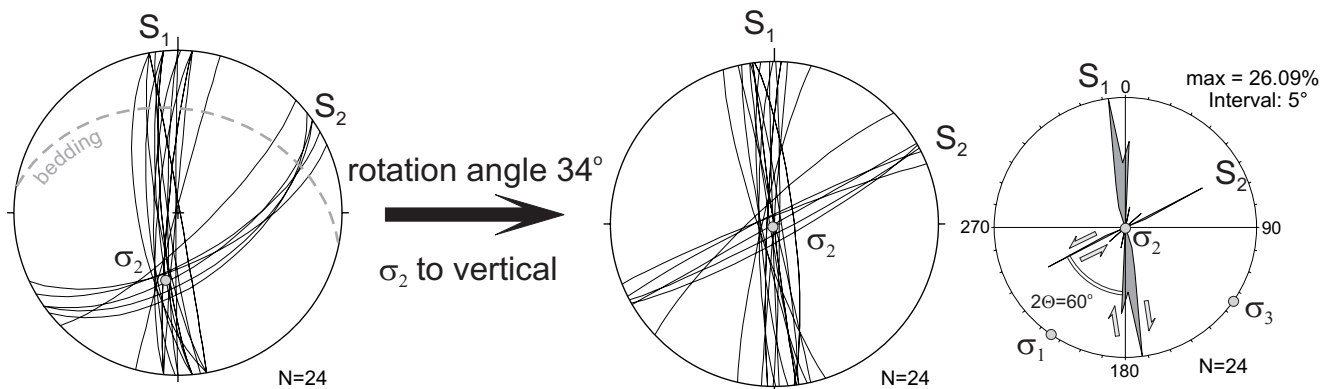 S₁
S₂
bedding
σ₂
N=24
rotation angle 34°
σ₂ to vertical
S₁
S₂
σ₂
N=24
S₁
0
max = 26.09%
Interval: 5°
S₂
270
90
σ₂
2Θ=60°
σ₃
σ₁
180
N=24